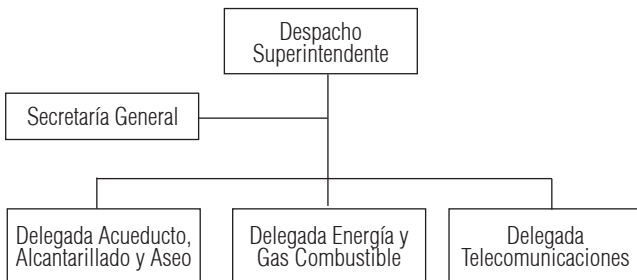 Despacho
Superintendente
Secretaría General
Delegada Acueducto,
Alcantarillado y Aseo
Delegada Energía y
Gas Combustible
Delegada
Telecomunicaciones